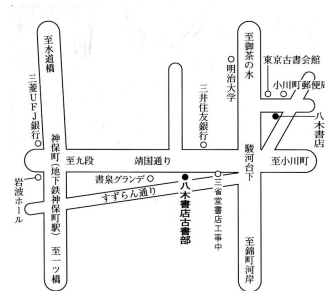 至水道橋
三菱UFJ銀行
神保町(地下鉄神保町駅)
至一ツ橋
岩波ホール
至九段
靖国通り
書泉グランデ
すずらん通り
三井住友銀行
八木書店古書部
三省堂書店工事中
明治大学
至御茶の水
東京古書会館
小川町郵便局
八木書店
駿河台下
至小川町
至錦町河岸